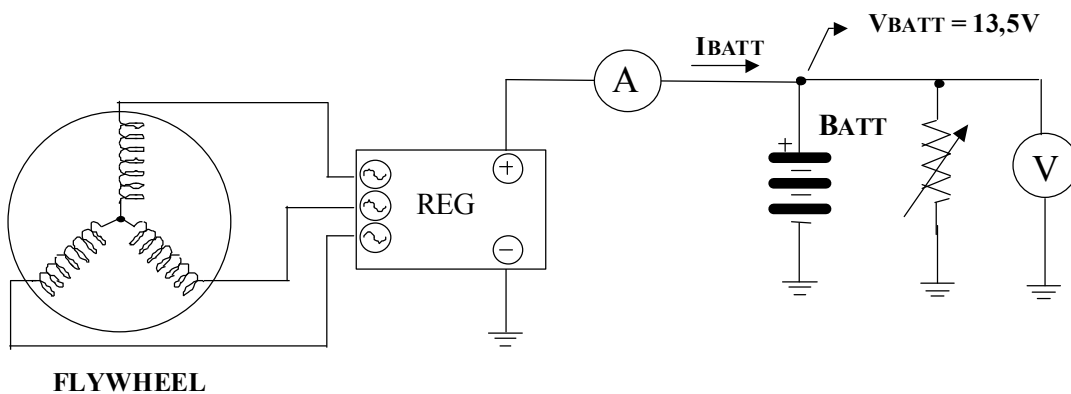 VBATT = 13,5V
IBATT
A
BATT
+
V
REG
+
−
FLYWHEEL